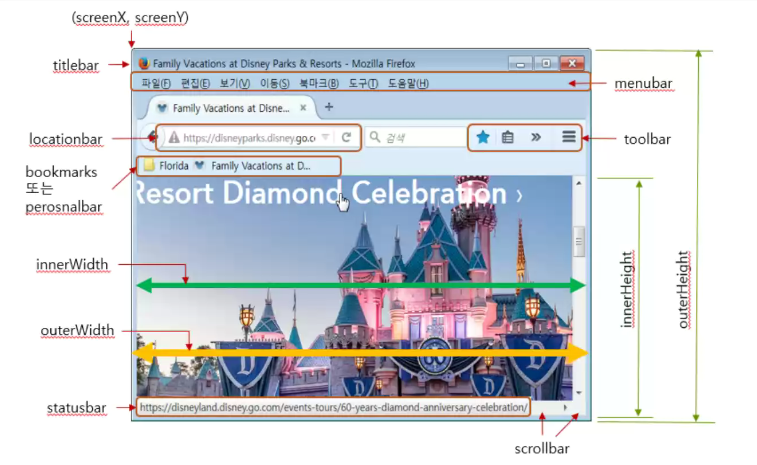 (screenX, screenY)
titlebar
Family Vacations at Disney Parks & Resorts - Mozilla Firefox
파일(F) 편집(E) 보기(V) 이동(S) 북마크(B) 도구(T) 도움말(H)
menubar
Family Vacations at Disne...
locationbar
https://disneyparks.disney.go.c
검색
toolbar
bookmarks
또는
perosnalbar
Florida Family Vacations at D...
Resort Diamond Celebration ›
innerWidth
innerHeight
outerHeight
outerWidth
D
60
D
statusbar
https://disneyland.disney.go.com/events-tours/60-years-diamond-anniversary-celebration/
scrollbar